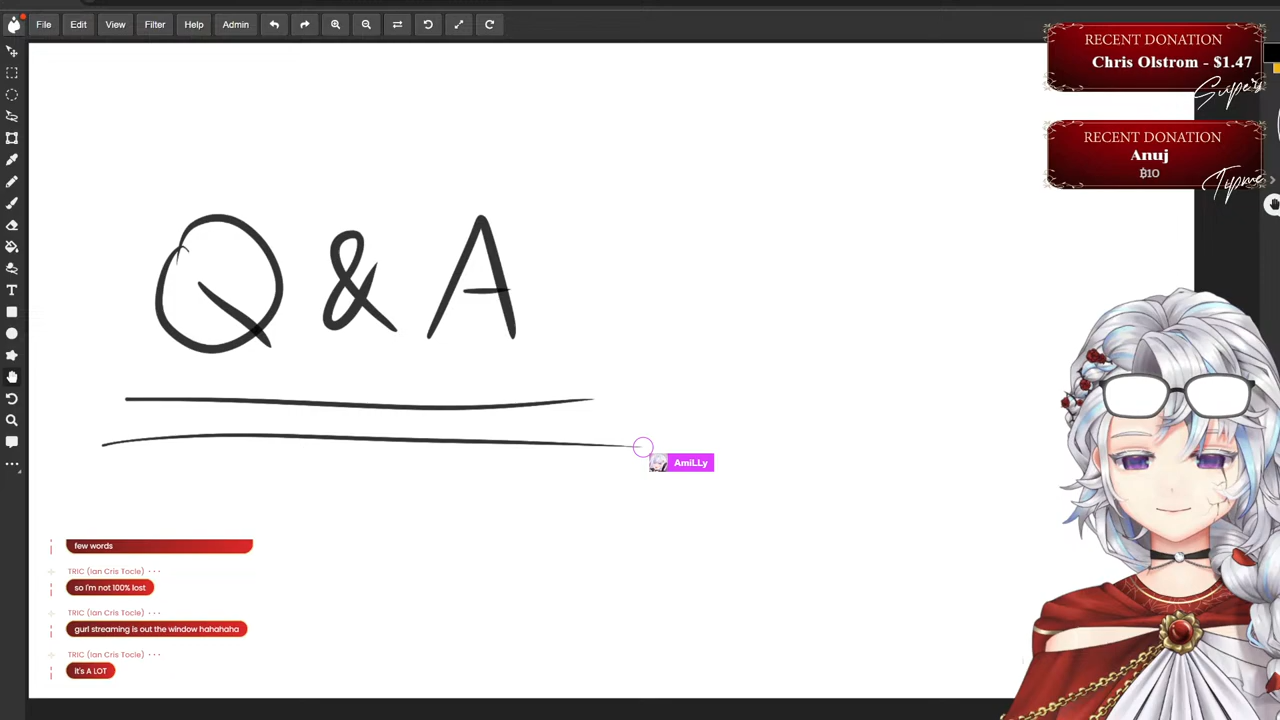 File Edit View Filter Help Admin
RECENT DONATION
Chris Olstrom - $1.47
Super
RECENT DONATION
Anuj
฿10
Tipme
Q & A
AmiLLy
few words
TRIC (Ian Cris Tocle)
so I'm not 100% lost
TRIC (Ian Cris Tocle)
gurl streaming is out the window hahahaha
TRIC (Ian Cris Tocle)
it's A LOT